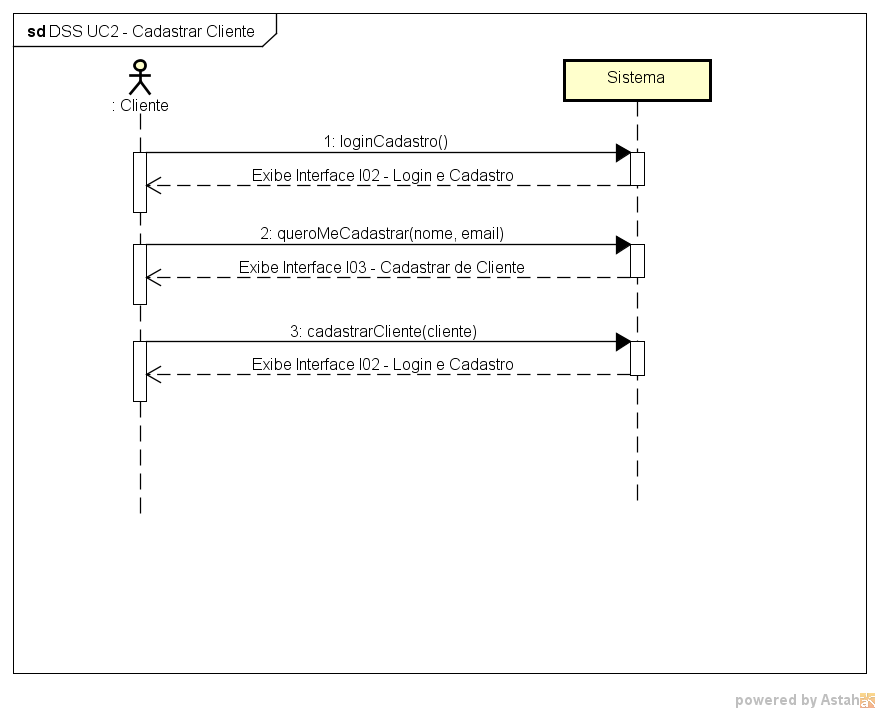 sd DSS UC2 - Cadastrar Cliente
: Cliente
Sistema
1: loginCadastro()
Exibe Interface I02 - Login e Cadastro
2: queroMeCadastrar(nome, email)
Exibe Interface I03 - Cadastrar de Cliente
3: cadastrarCliente(cliente)
Exibe Interface I02 - Login e Cadastro
powered by Astah